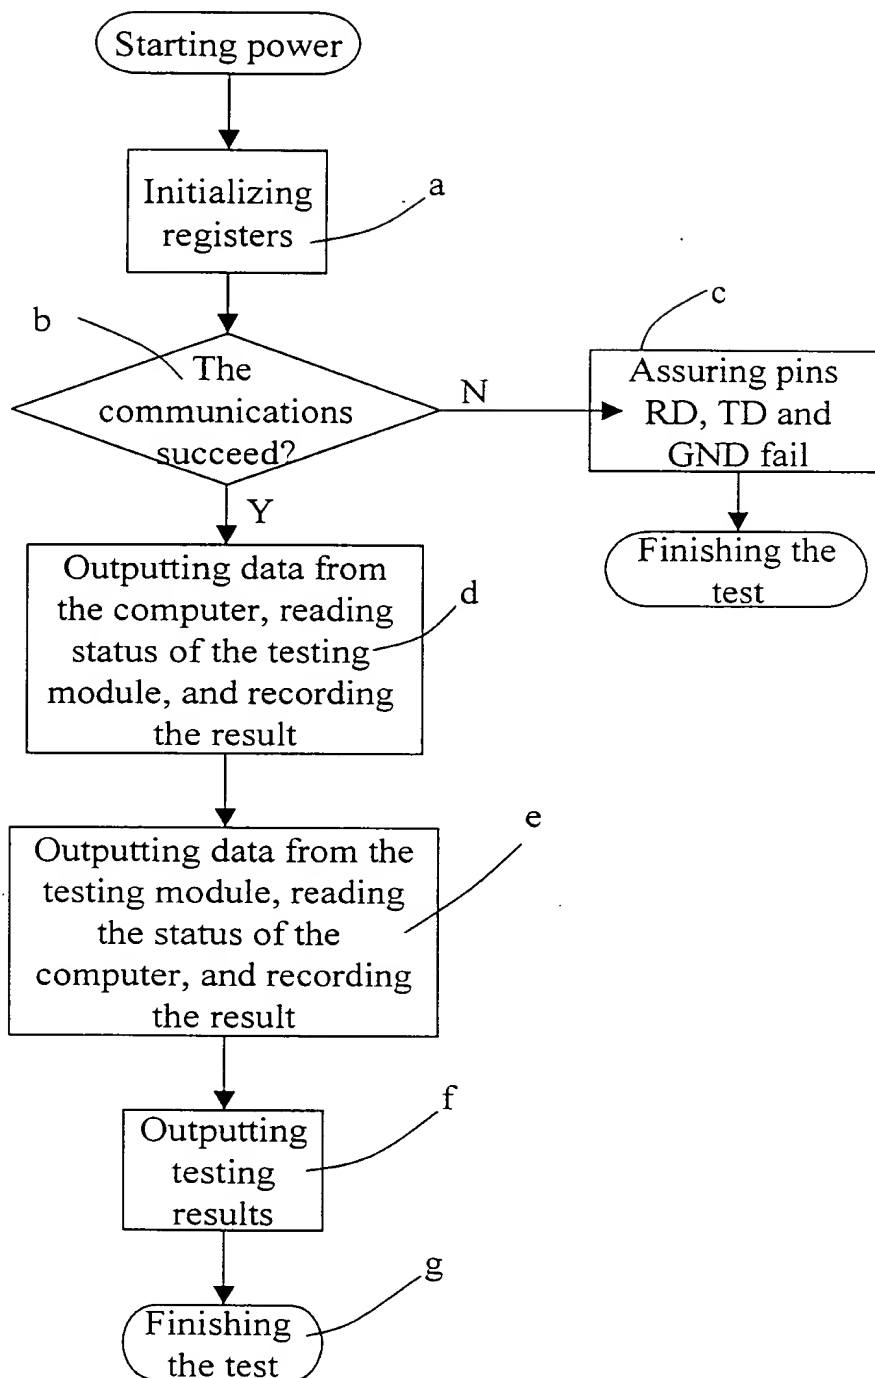 Starting power
Initializing
registers
a
b
The
communications
succeed?
N
c
Assuring pins
RD, TD and
GND fail
Finishing the
test
Y
Outputting data from
the computer, reading
status of the testing
module, and recording
the result
d
Outputting data from the
testing module, reading
the status of the
computer, and recording
the result
e
Outputting
testing
results
f
Finishing
the test
g